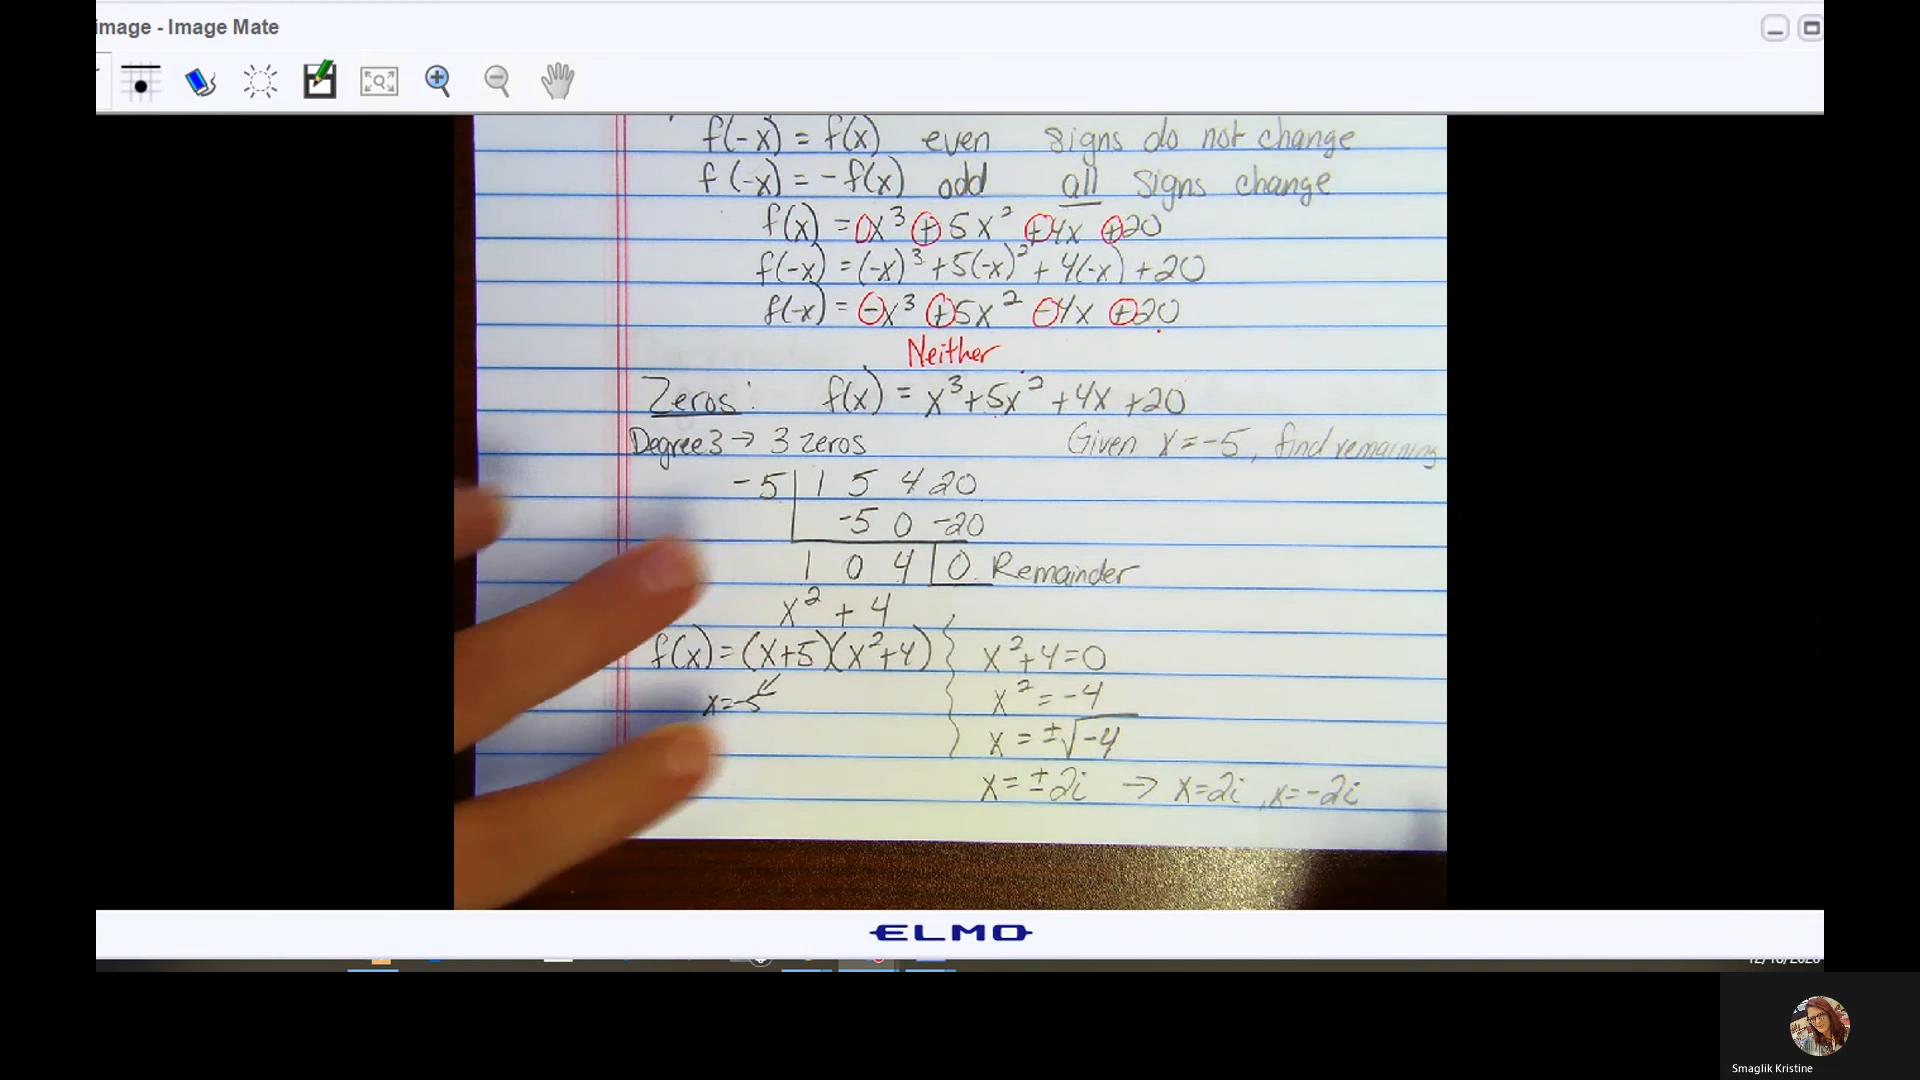 image - Image Mate
f(-x) = f(x) even signs do not change
f(-x) = -f(x) odd all signs change
f(x) = x³ + 5x² + 4x + 20
f(-x) = (-x)³ + 5(-x)² + 4(-x) + 20
f(-x) = -x³ + 5x² - 4x + 20
Neither
Zeros: f(x) = x³ + 5x² + 4x + 20
Degree 3 → 3 zeros Given x = -5, find remaining
-5 | 1 5 4 20
-5 0 -20
1 0 4 | 0 Remainder
x² + 4
f(x) = (x+5)(x²+4) x²+4=0
x=-5 x² = -4
x = ±√-4
x = ±2i → x=2i, x=-2i
ELMO
Smaglik Kristine